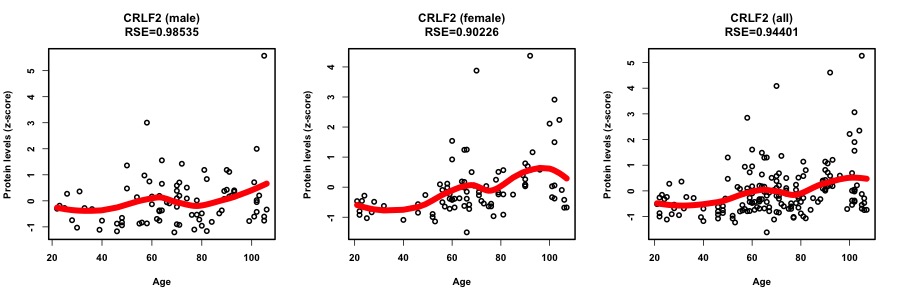 CRLF2 (male)
RSE=0.98535
Protein levels (z-score)
5
4
3
2
1
0
-1
20 40 60 80 100
Age
CRLF2 (female)
RSE=0.90226
Protein levels (z-score)
4
3
2
1
0
-1
20 40 60 80 100
Age
CRLF2 (all)
RSE=0.94401
Protein levels (z-score)
5
4
3
2
1
0
-1
20 40 60 80 100
Age